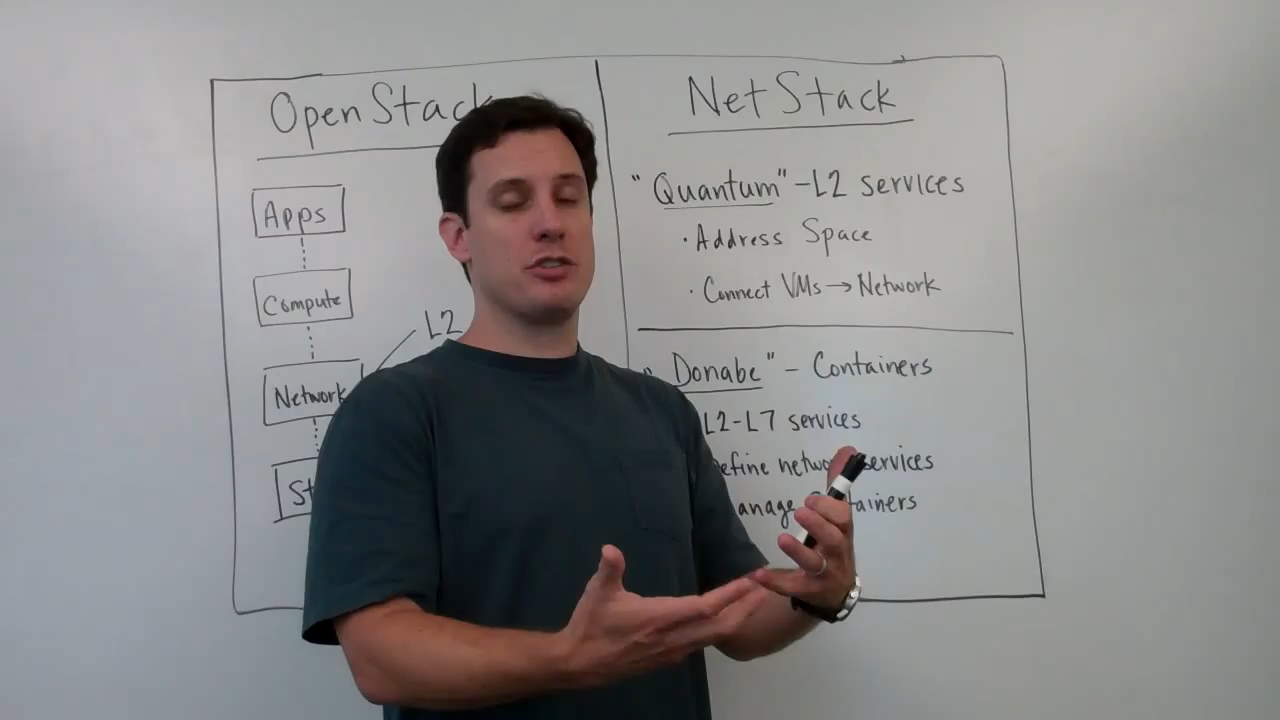 OpenStack
Apps
Compute
L2
Network
NetStack
"Quantum" - L2 services
· Address Space
· Connect VMs → Network
"Donabe" - Containers
L2-L7 services
services